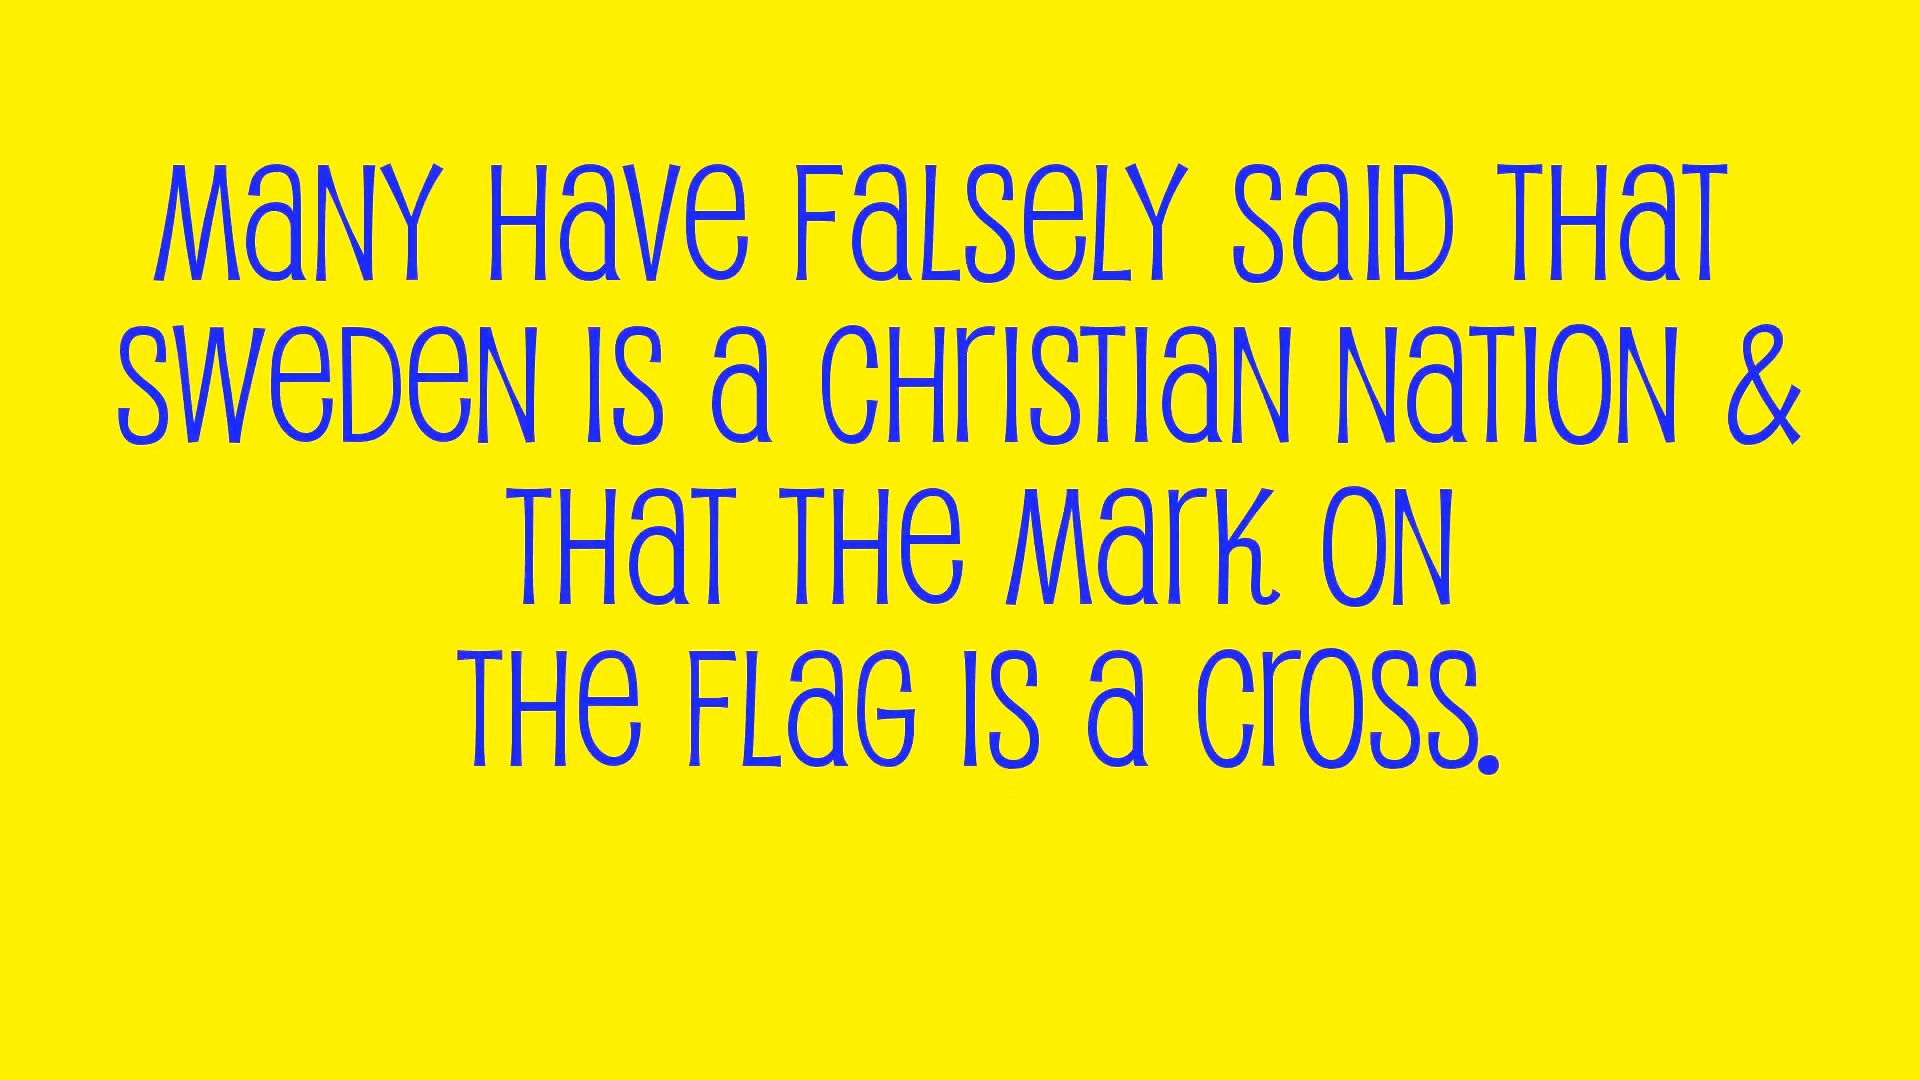 MANY HAVE FALSELY SAID THAT
SWEDEN IS A CHRISTIAN NATION &
THAT THE MARK ON
THE FLAG IS A CROSS.